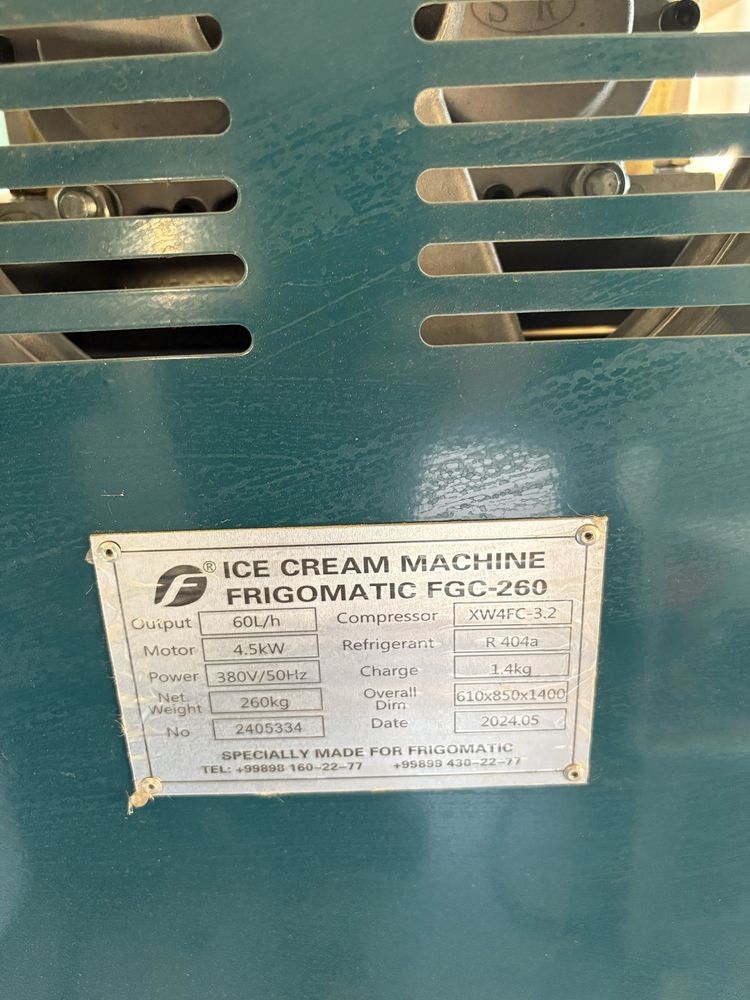 S R
F® ICE CREAM MACHINE
FRIGOMATIC FGC-260
Output 60L/h Compressor XW4FC-3.2
Motor 4.5kW Refrigerant R 404a
Power 380V/50Hz Charge 1.4kg
Net. Weight 260kg Overall Dim 610x850x1400
No 2405334 Date 2024.05
SPECIALLY MADE FOR FRIGOMATIC
TEL: +99898 160-22-77 +99899 430-22-77